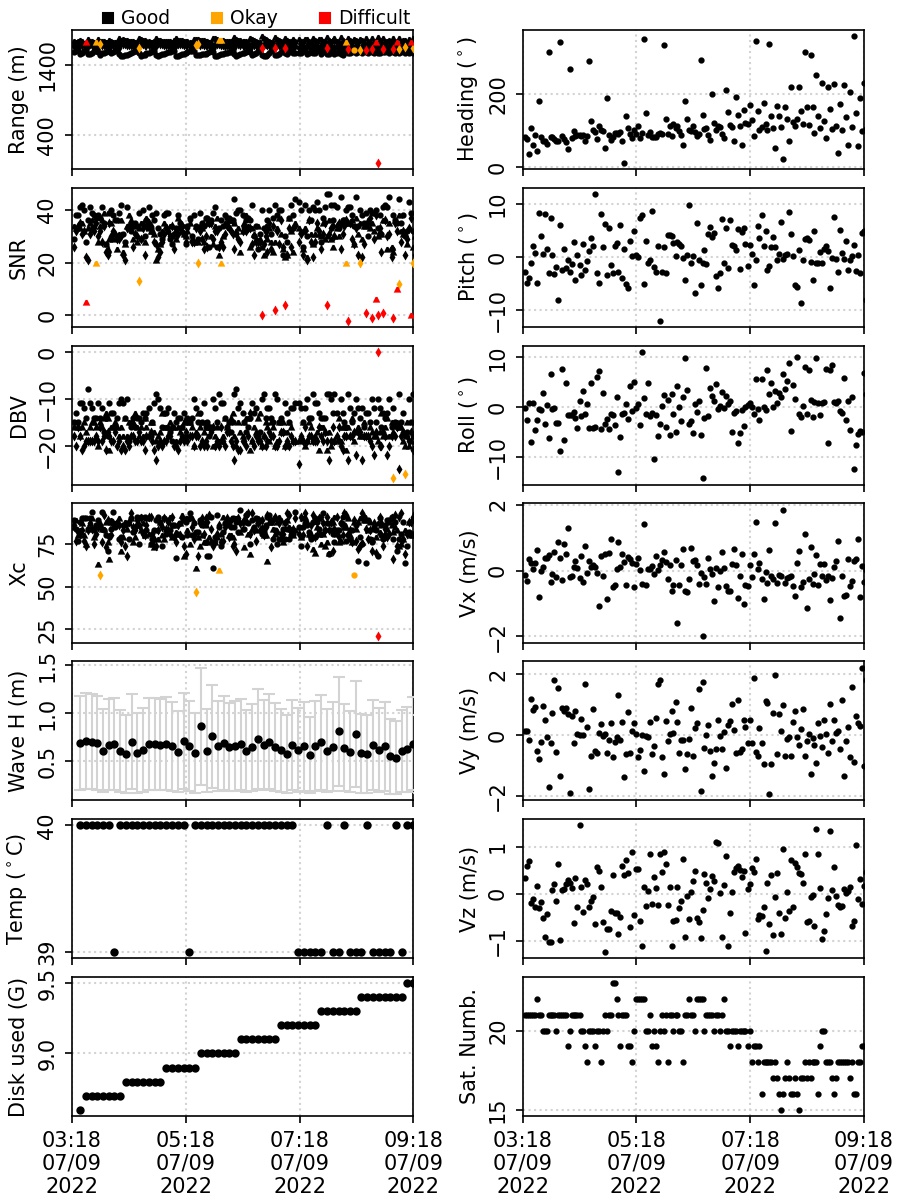 Good Okay Difficult
Range (m)
1400
400
Heading (°)
200
0
SNR
40
20
0
Pitch (°)
10
0
−10
DBV
0
−10
−20
Roll (°)
10
0
−10
Xc
75
50
25
Vx (m/s)
2
0
−2
Wave H (m)
1.5
1.0
0.5
Vy (m/s)
2
0
−2
Temp (°C)
40
39
Vz (m/s)
1
0
−1
Disk used (G)
9.5
9.0
Sat. Numb.
20
15
03:18 05:18 07:18 09:18
07/09 07/09 07/09 07/09
2022 2022 2022 2022
03:18 05:18 07:18 09:18
07/09 07/09 07/09 07/09
2022 2022 2022 2022